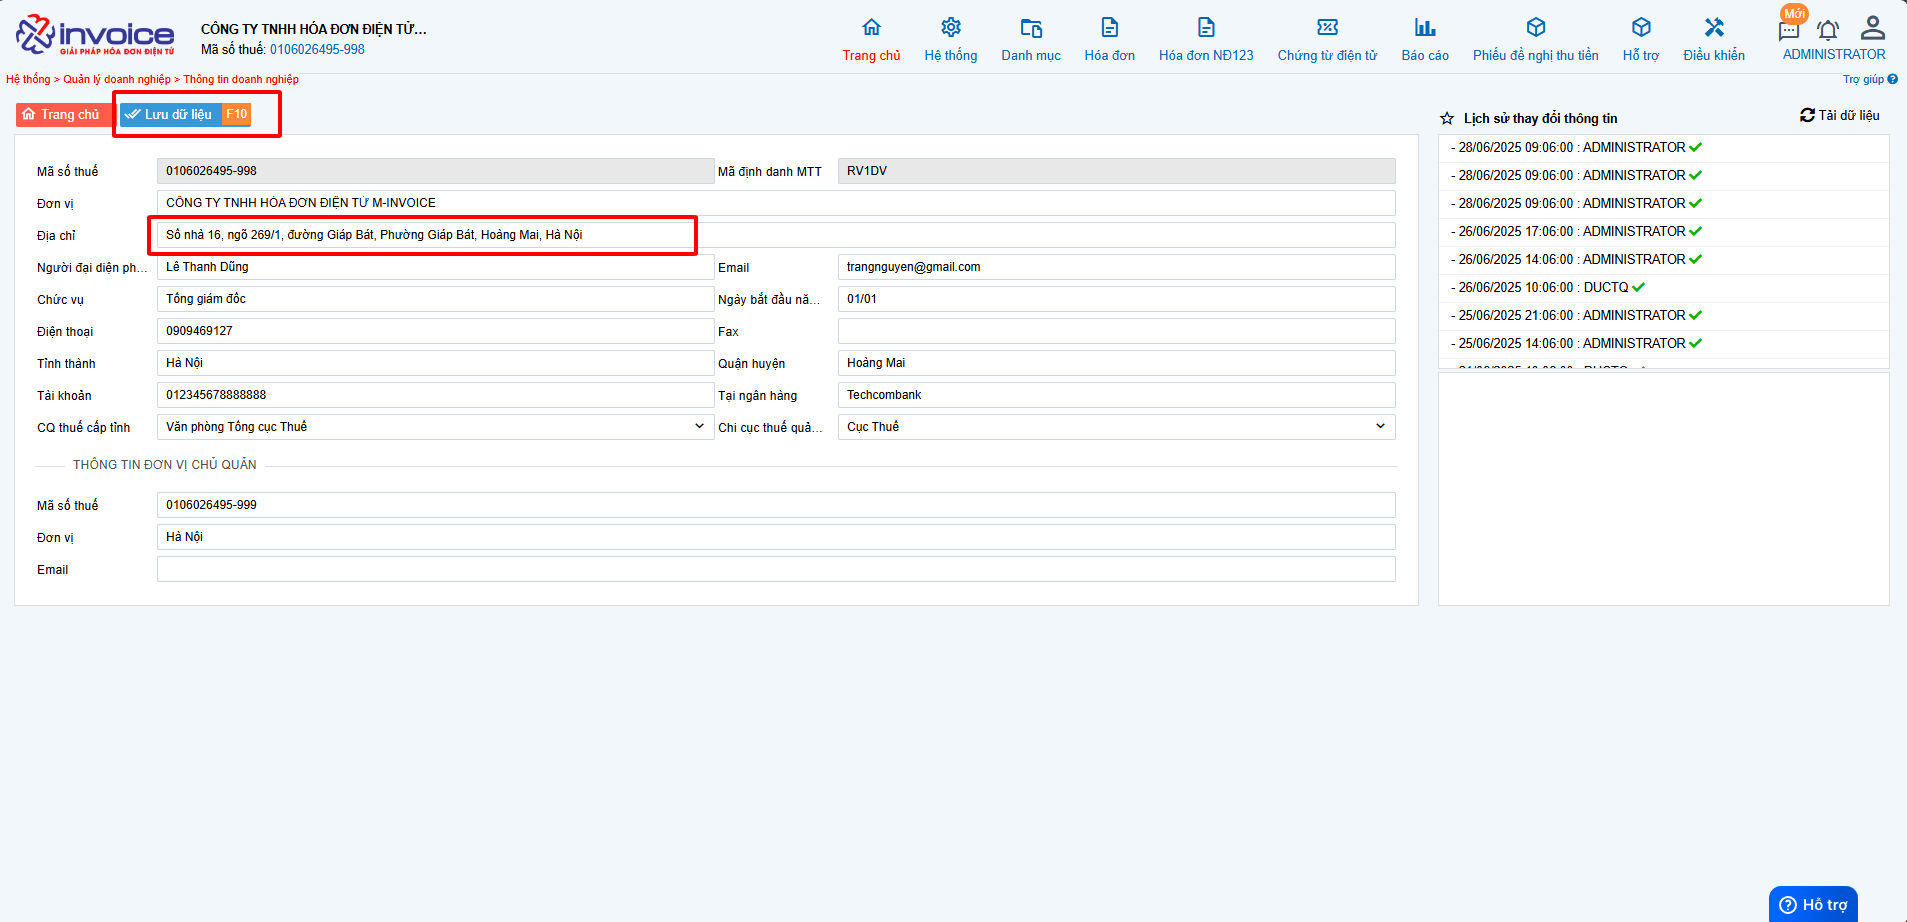 invoice
GIẢI PHÁP HÓA ĐƠN ĐIỆN TỬ
CÔNG TY TNHH HÓA ĐƠN ĐIỆN TỬ...
Mã số thuế: 0106026495-998
Trang chủ
Hệ thống
Danh mục
Hóa đơn
Hóa đơn NĐ123
Chứng từ điện tử
Báo cáo
Phiếu đề nghị thu tiền
Hỗ trợ
Điều khiển
Mới
ADMINISTRATOR
Hệ thống > Quản lý doanh nghiệp > Thông tin doanh nghiệp
Trợ giúp
Trang chủ
Lưu dữ liệu F10
Mã số thuế 0106026495-998 Mã định danh MTT RV1DV
Đơn vị CÔNG TY TNHH HÓA ĐƠN ĐIỆN TỬ M-INVOICE
Địa chỉ Số nhà 16, ngõ 269/1, đường Giáp Bát, Phường Giáp Bát, Hoàng Mai, Hà Nội
Người đại diện ph... Lê Thanh Dũng Email trangnguyen@gmail.com
Chức vụ Tổng giám đốc Ngày bắt đầu nă... 01/01
Điện thoại 0909469127 Fax
Tỉnh thành Hà Nội Quận huyện Hoàng Mai
Tài khoản 012345678888888 Tại ngân hàng Techcombank
CQ thuế cấp tỉnh Văn phòng Tổng cục Thuế Chi cục thuế quả... Cục Thuế
THÔNG TIN ĐƠN VỊ CHỦ QUẢN
Mã số thuế 0106026495-999
Đơn vị Hà Nội
Email
Lịch sử thay đổi thông tin
Tải dữ liệu
- 28/06/2025 09:06:00 : ADMINISTRATOR
- 28/06/2025 09:06:00 : ADMINISTRATOR
- 28/06/2025 09:06:00 : ADMINISTRATOR
- 26/06/2025 17:06:00 : ADMINISTRATOR
- 26/06/2025 14:06:00 : ADMINISTRATOR
- 26/06/2025 10:06:00 : DUCTQ
- 25/06/2025 21:06:00 : ADMINISTRATOR
- 25/06/2025 14:06:00 : ADMINISTRATOR
Hỗ trợ